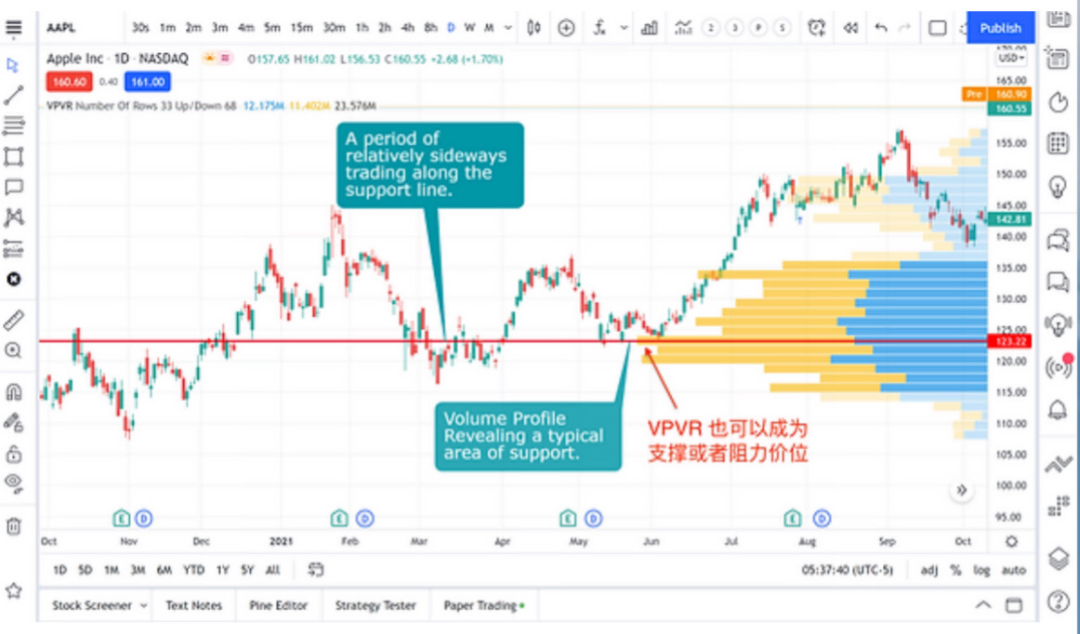 AAPL
30s 1m 2m 3m 4m 5m 15m 30m 1h 2h 4h 8h D W M
2 3 P S
Publish
Apple Inc · 1D · NASDAQ
O157.65 H161.02 L156.53 C160.55 +2.68 (+1.70%)
USD
160.60 0.40 161.00
VPVR Number Of Rows 33 Up/Down 68 12.175M 11.402M 23.576M
165.00
Pre 160.90
160.55
155.00
150.00
145.00
142.81
140.00
135.00
130.00
125.00
123.22
120.00
115.00
110.00
105.00
100.00
95.00
A period of
relatively sideways
trading along the
support line.
Volume Profile
Revealing a typical
area of support.
VPVR 也可以成为
支撑或者阻力价位
E D E D E D E D
Oct Nov Dec 2021 Feb Mar Apr May Jun Jul Aug Sep Oct
1D 5D 1M 3M 6M YTD 1Y 5Y All
05:37:40 (UTC-5) adj % log auto
Stock Screener Text Notes Pine Editor Strategy Tester Paper Trading